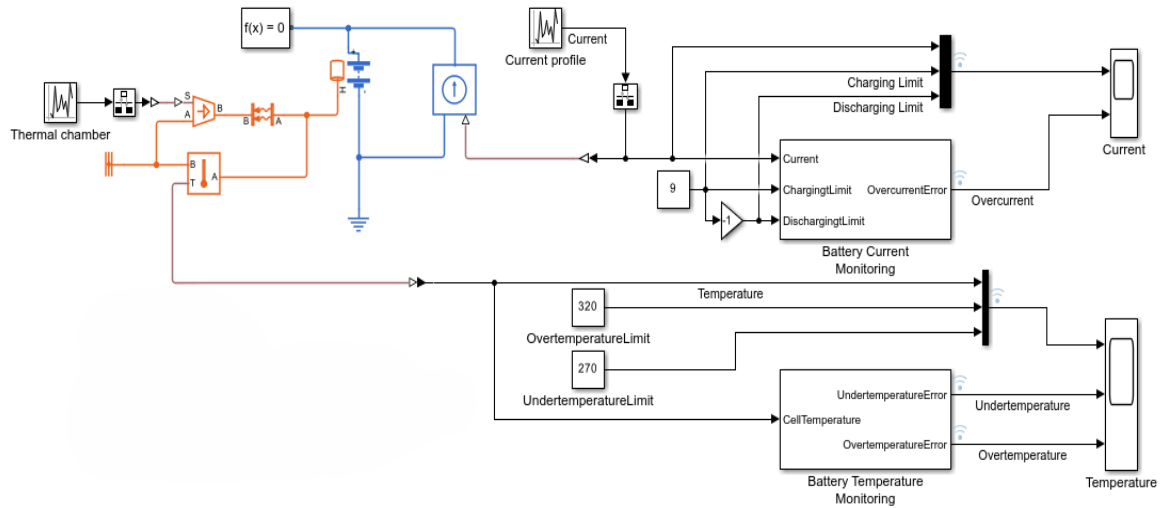 f(x) = 0
Current
Current profile
Thermal chamber
S
A
B
B
A
H
+
-
B
T
A
Charging Limit
Discharging Limit
Current
9
-1
Current
ChargingtLimit
DischargingtLimit
OvercurrentError
Overcurrent
Battery Current
Monitoring
Temperature
320
OvertemperatureLimit
270
UndertemperatureLimit
CellTemperature
UndertemperatureError
OvertemperatureError
Undertemperature
Overtemperature
Battery Temperature
Monitoring
Temperature